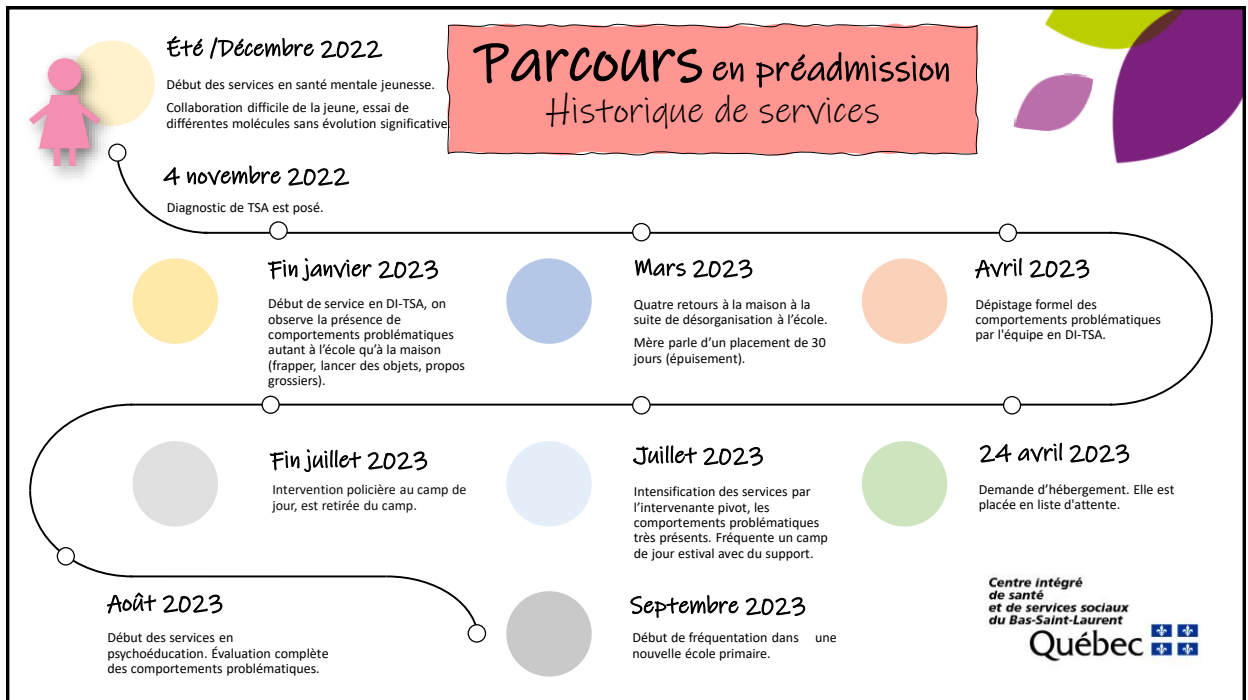 Été /Décembre 2022
Début des services en santé mentale jeunesse.
Collaboration difficile de la jeune, essai de
différentes molécules sans évolution significative
Parcours en préadmission
Historique de services
4 novembre 2022
Diagnostic de TSA est posé.
Fin janvier 2023
Début de service en DI-TSA, on
observe la présence de
comportements problématiques
autant à l'école qu'à la maison
(frapper, lancer des objets, propos
grossiers).
Mars 2023
Quatre retours à la maison à la
suite de désorganisation à l'école.
Mère parle d'un placement de 30
jours (épuisement).
Avril 2023
Dépistage formel des
comportements problématiques
par l'équipe en DI-TSA.
24 avril 2023
Demande d'hébergement. Elle est
placée en liste d'attente.
Juillet 2023
Intensification des services par
l'intervenante pivot, les
comportements problématiques
très présents. Fréquente un camp
de jour estival avec du support.
Fin juillet 2023
Intervention policière au camp de
jour, est retirée du camp.
Août 2023
Début des services en
psychoéducation. Évaluation complète
des comportements problématiques.
Septembre 2023
Début de fréquentation dans une
nouvelle école primaire.
Centre intégré
de santé
et de services sociaux
du Bas-Saint-Laurent
Québec